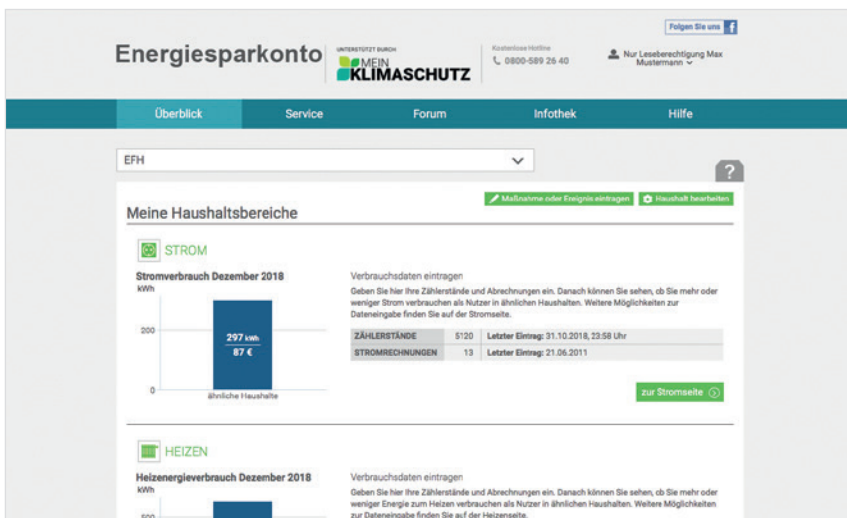 Folgen Sie uns f
Energiesparkonto
UNTERSTÜTZT DURCH:
MEIN
KLIMASCHUTZ
Kostenlose Hotline
0800-589 26 40
Nur Leseberechtigung Max
Mustermann
Überblick Service Forum Infothek Hilfe
EFH
?
Maßnahme oder Ereignis eintragen Haushalt bearbeiten
Meine Haushaltsbereiche
STROM
Stromverbrauch Dezember 2018
kWh
200
297 kWh
87 €
0
ähnliche Haushalte
Verbrauchsdaten eintragen
Geben Sie hier Ihre Zählerstände und Abrechnungen ein. Danach können Sie sehen, ob Sie mehr oder
weniger Strom verbrauchen als Nutzer in ähnlichen Haushalten. Weitere Möglichkeiten zur
Dateneingabe finden Sie auf der Stromseite.
ZÄHLERSTÄNDE 5120 Letzter Eintrag: 31.10.2018, 23:58 Uhr
STROMRECHNUNGEN 13 Letzter Eintrag: 21.06.2011
zur Stromseite
HEIZEN
Heizenergieverbrauch Dezember 2018
kWh
500
Verbrauchsdaten eintragen
Geben Sie hier Ihre Zählerstände und Abrechnungen ein. Danach können Sie sehen, ob Sie mehr oder
weniger Energie zum Heizen verbrauchen als Nutzer in ähnlichen Haushalten. Weitere Möglichkeiten
zur Dateneingabe finden Sie auf der Heizenseite.